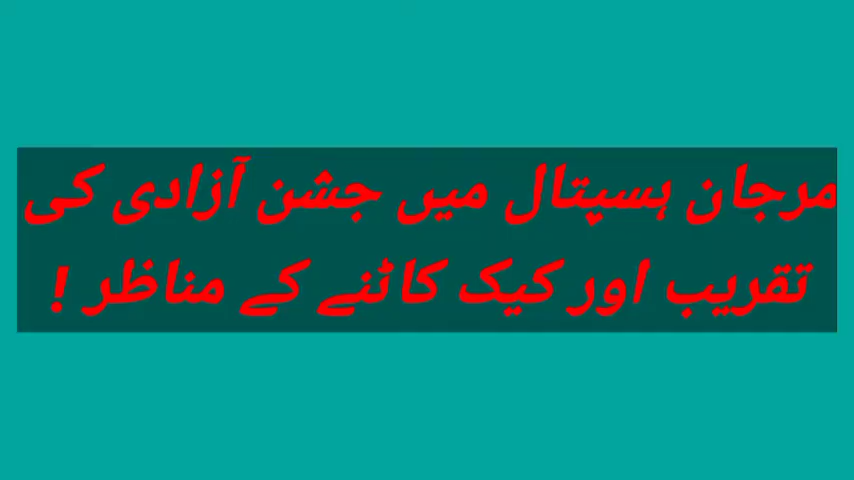 مرجان ہسپتال میں جشن آزادی کی
تقریب اور کیک کاٹنے کے مناظر !